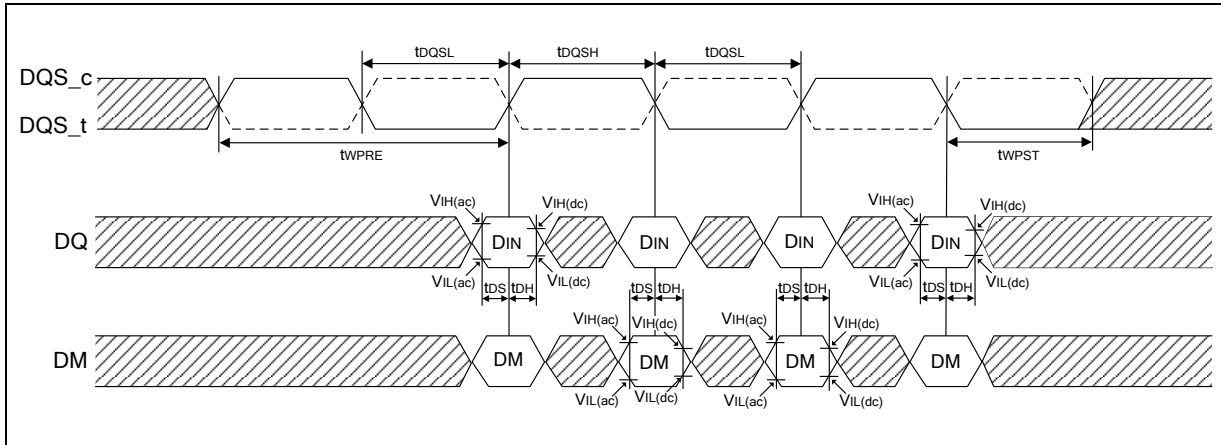 tDQSL tDQSH tDQSL
DQS_c
DQS_t
tWPRE tWPST
VIH(ac) VIH(dc) VIH(ac) VIH(dc)
DQ DIN DIN DIN DIN
VIL(ac) VIL(dc) VIL(ac) VIL(dc)
tDS tDH tDS tDH tDS tDH tDS tDH
VIH(ac) VIH(dc) VIH(ac) VIH(dc)
DM DM DM DM DM
VIL(ac) VIL(dc) VIL(ac) VIL(dc)